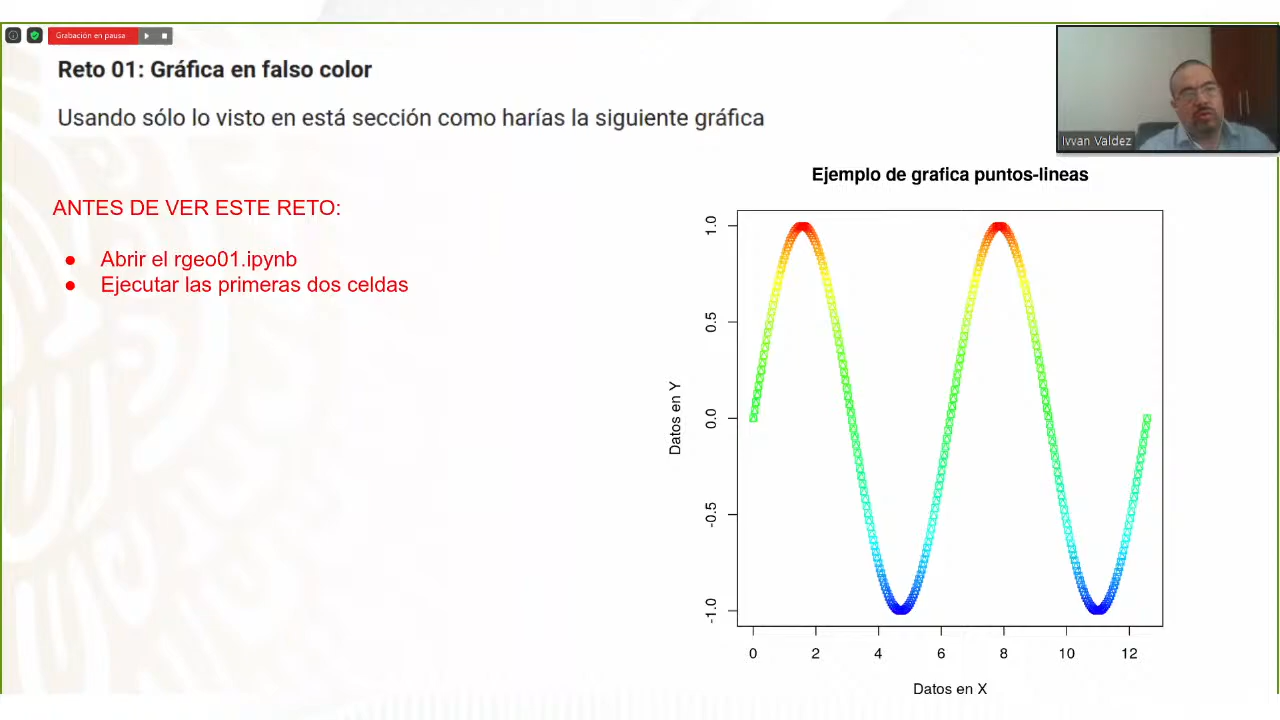 Grabación en pausa
Reto 01: Gráfica en falso color
Usando sólo lo visto en está sección como harías la siguiente gráfica
Ivvan Valdez
ANTES DE VER ESTE RETO:
● Abrir el rgeo01.ipynb
● Ejecutar las primeras dos celdas
Ejemplo de grafica puntos-lineas
Datos en Y
1.0
0.5
0.0
-0.5
-1.0
0 2 4 6 8 10 12
Datos en X